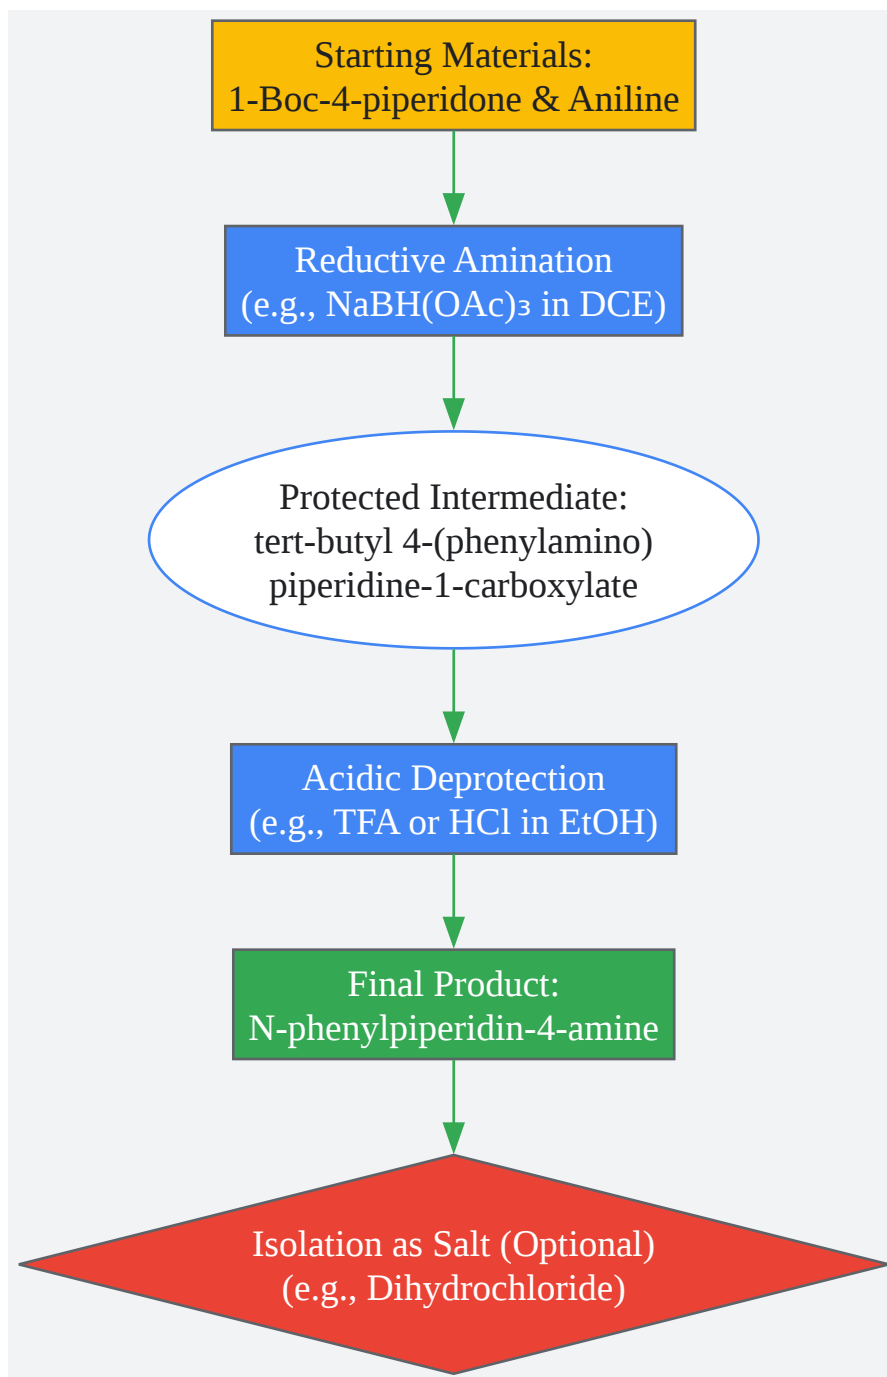 Starting Materials:
1-Boc-4-piperidone & Aniline
Reductive Amination
(e.g., NaBH(OAc)₃ in DCE)
Protected Intermediate:
tert-butyl 4-(phenylamino)
piperidine-1-carboxylate
Acidic Deprotection
(e.g., TFA or HCl in EtOH)
Final Product:
N-phenylpiperidin-4-amine
Isolation as Salt (Optional)
(e.g., Dihydrochloride)